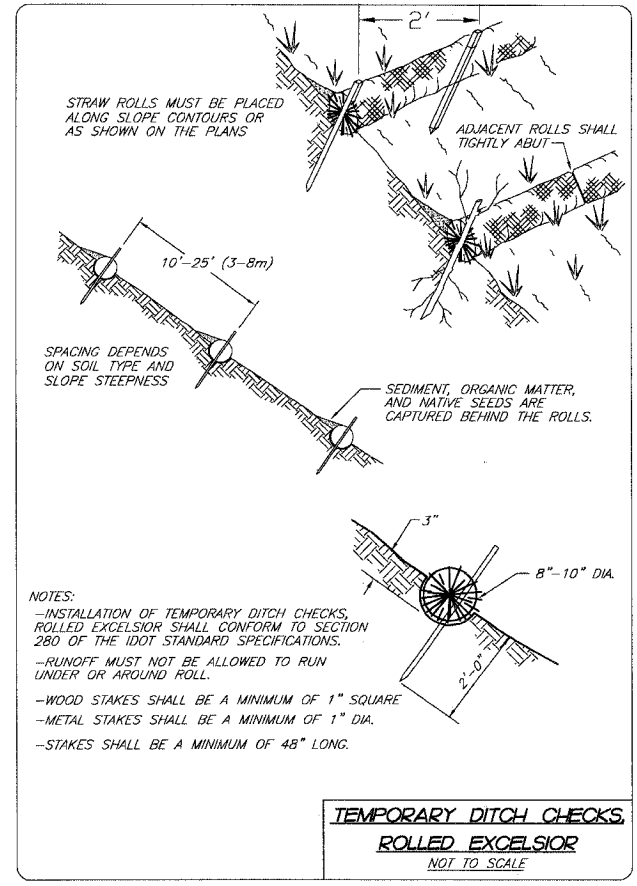 2'
STRAW ROLLS MUST BE PLACED
ALONG SLOPE CONTOURS OR
AS SHOWN ON THE PLANS
ADJACENT ROLLS SHALL
TIGHTLY ABUT
10'-25' (3-8m)
SPACING DEPENDS
ON SOIL TYPE AND
SLOPE STEEPNESS
SEDIMENT, ORGANIC MATTER,
AND NATIVE SEEDS ARE
CAPTURED BEHIND THE ROLLS.
3"
8"-10" DIA.
2'-0"
NOTES:
-INSTALLATION OF TEMPORARY DITCH CHECKS,
ROLLED EXCELSIOR SHALL CONFORM TO SECTION
280 OF THE IDOT STANDARD SPECIFICATIONS.
-RUNOFF MUST NOT BE ALLOWED TO RUN
UNDER OR AROUND ROLL.
-WOOD STAKES SHALL BE A MINIMUM OF 1" SQUARE
-METAL STAKES SHALL BE A MINIMUM OF 1" DIA.
-STAKES SHALL BE A MINIMUM OF 48" LONG.
TEMPORARY DITCH CHECKS,
ROLLED EXCELSIOR
NOT TO SCALE